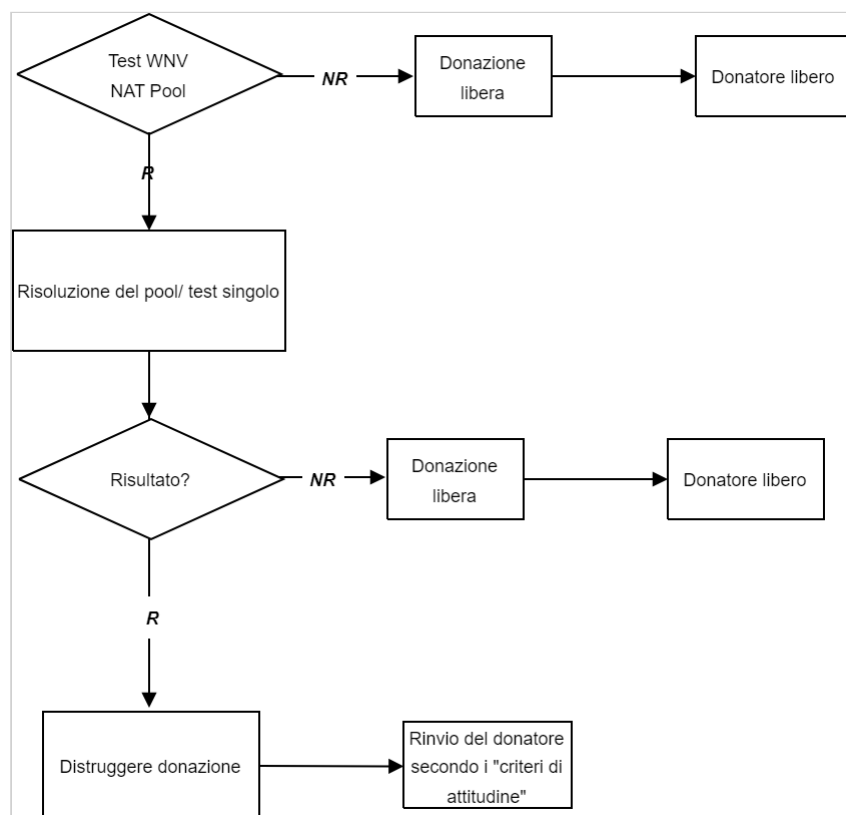 Test WNV
NAT Pool
NR
Donazione
libera
Donatore libero
R
Risoluzione del pool/ test singolo
Risultato?
NR
Donazione
libera
Donatore libero
R
Distruggere donazione
Rinvio del donatore
secondo i "criteri di
attitudine"